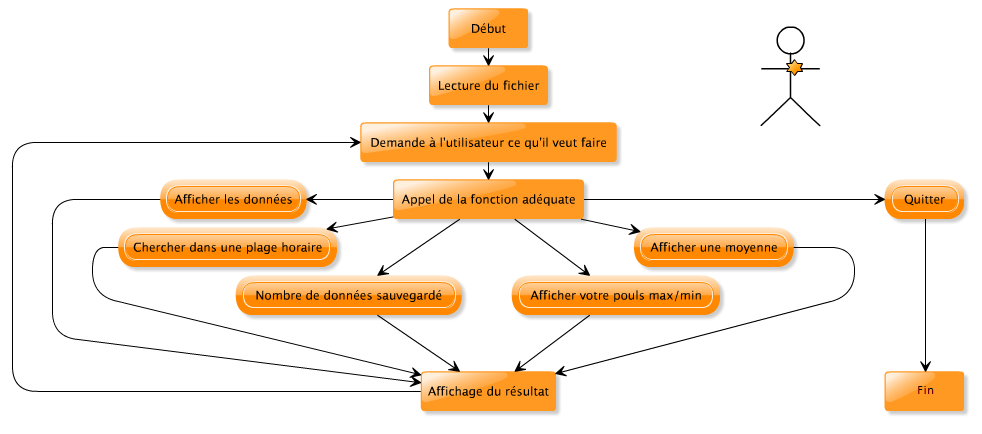 Début
Lecture du fichier
Demande à l'utilisateur ce qu'il veut faire
Appel de la fonction adéquate
Afficher les données
Quitter
Chercher dans une plage horaire
Afficher une moyenne
Nombre de données sauvegardé
Afficher votre pouls max/min
Affichage du résultat
Fin